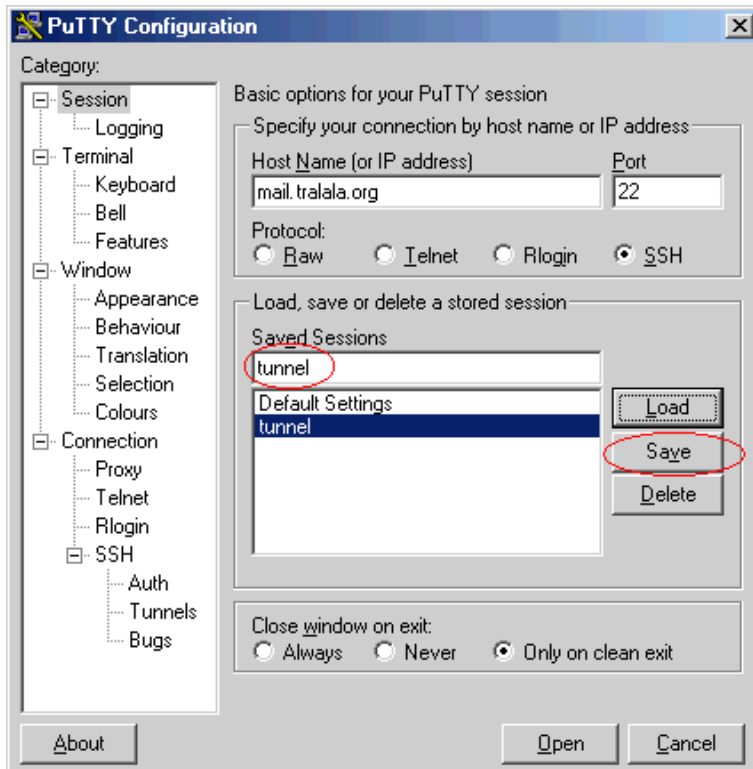 PuTTY Configuration
Category:
Session
Logging
Terminal
Keyboard
Bell
Features
Window
Appearance
Behaviour
Translation
Selection
Colours
Connection
Proxy
Telnet
Rlogin
SSH
Auth
Tunnels
Bugs
Basic options for your PuTTY session
Specify your connection by host name or IP address
Host Name (or IP address) Port
mail.tralala.org 22
Protocol:
Raw Telnet Rlogin SSH
Load, save or delete a stored session
Saved Sessions
tunnel
Default Settings
tunnel
Load
Save
Delete
Close window on exit:
Always Never Only on clean exit
About Open Cancel